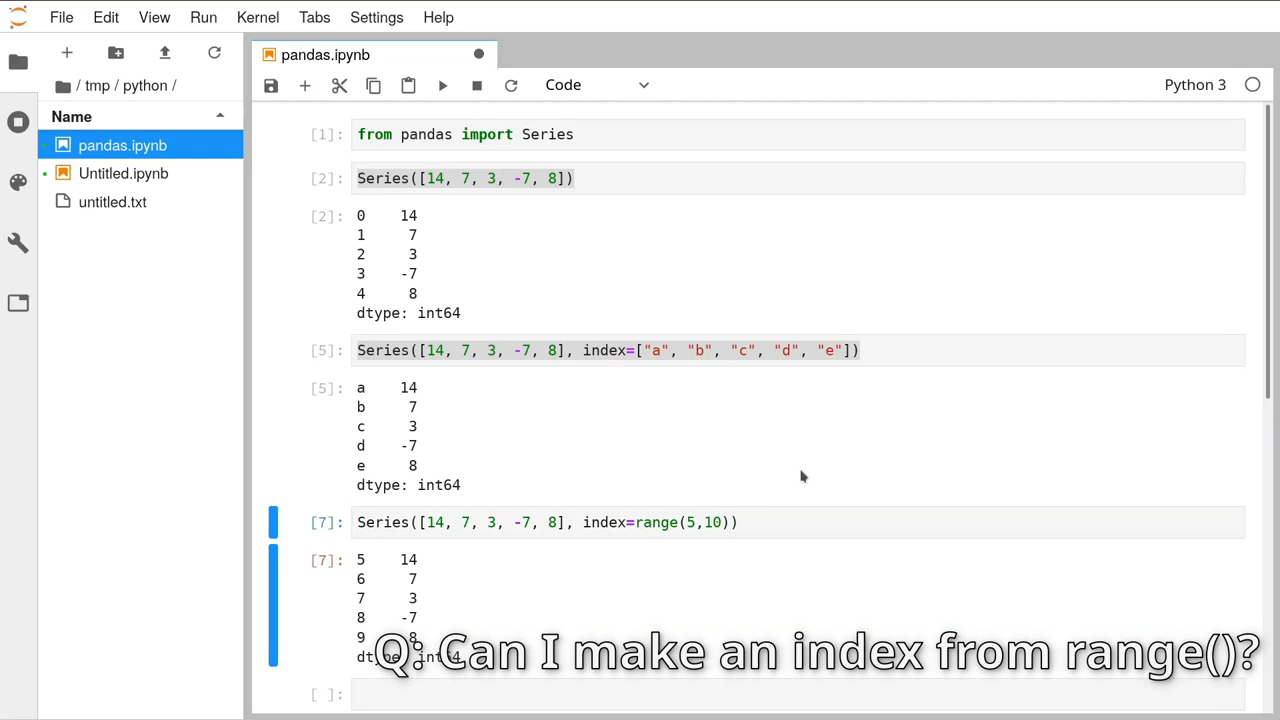 File Edit View Run Kernel Tabs Settings Help
/ tmp / python /
Name
pandas.ipynb
Untitled.ipynb
untitled.txt
pandas.ipynb
Code
Python 3
[1]: from pandas import Series
[2]: Series([14, 7, 3, -7, 8])
[2]: 0 14
1 7
2 3
3 -7
4 8
dtype: int64
[5]: Series([14, 7, 3, -7, 8], index=["a", "b", "c", "d", "e"])
[5]: a 14
b 7
c 3
d -7
e 8
dtype: int64
[7]: Series([14, 7, 3, -7, 8], index=range(5,10))
[7]: 5 14
6 7
7 3
8 -7
9 8
dtype: int64
Q: Can I make an index from range()?
[ ]: